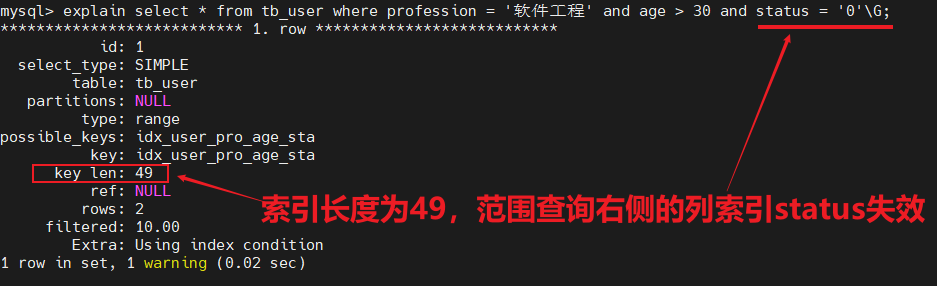 mysql> explain select * from tb_user where profession = '软件工程' and age > 30 and status = '0'\G;
*************************** 1. row ***************************
id: 1
select_type: SIMPLE
table: tb_user
partitions: NULL
type: range
possible_keys: idx_user_pro_age_sta
key: idx_user_pro_age_sta
key_len: 49
ref: NULL
索引长度为49，范围查询右侧的列索引status失效
rows: 2
filtered: 10.00
Extra: Using index condition
1 row in set, 1 warning (0.02 sec)